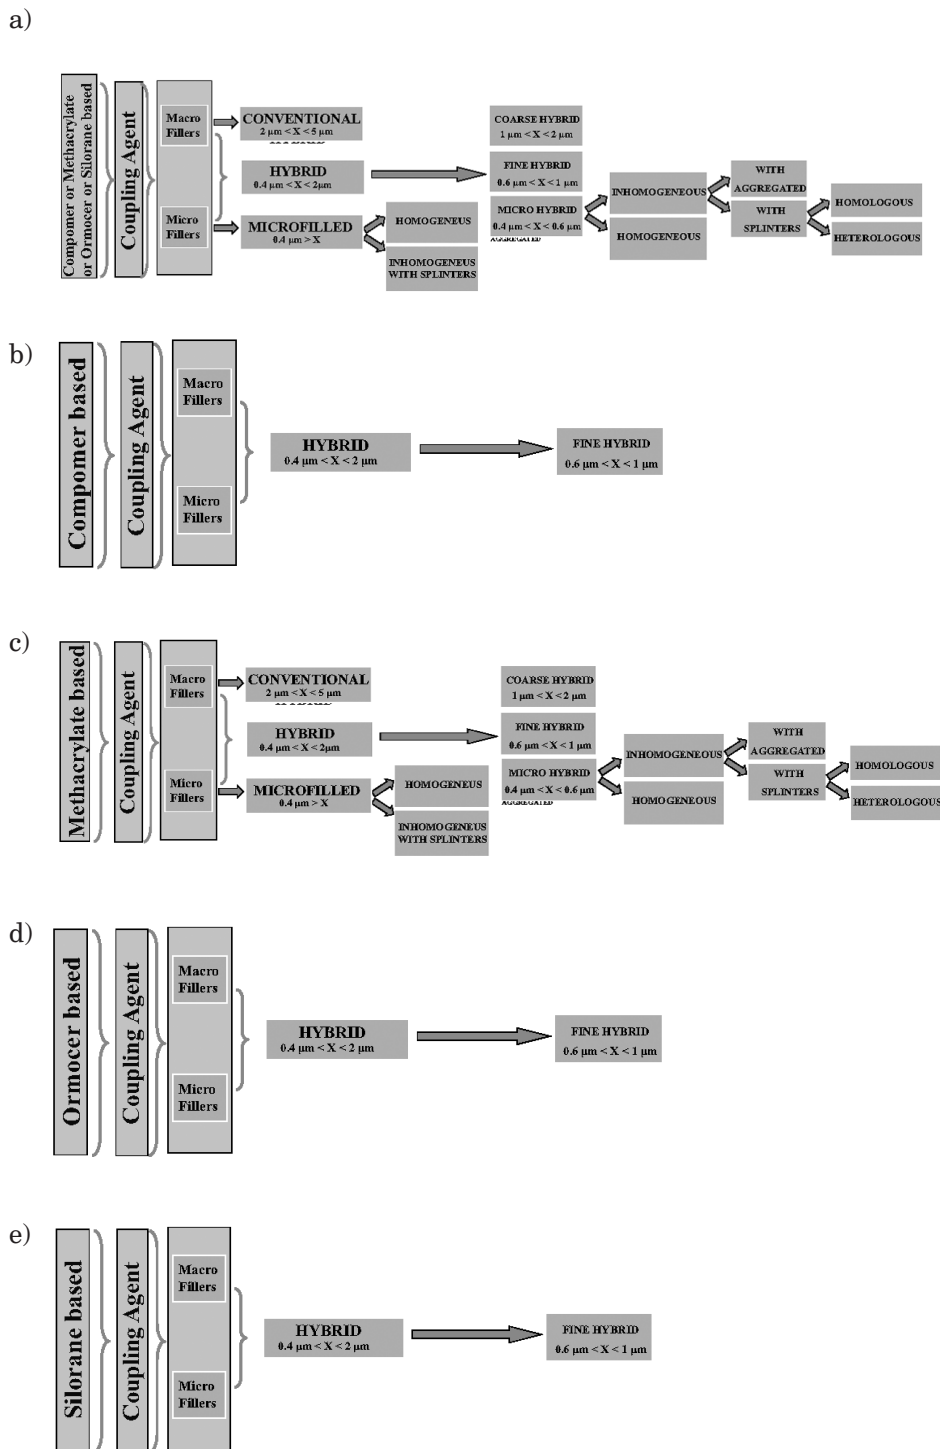 a)
Compomer or Methacrylate
or Ormocer or Silorane based
Coupling Agent
Macro
Fillers
Micro
Fillers
CONVENTIONAL
2 µm < X < 5 µm
HYBRID
HYBRID
0.4 µm < X < 2µm
MICROFILLED
0.4 µm > X
HOMOGENEUS
INHOMOGENEUS
WITH SPLINTERS
COARSE HYBRID
1 µm < X < 2 µm
FINE HYBRID
0.6 µm < X < 1 µm
MICRO HYBRID
0.4 µm < X < 0.6 µm
AGGREGATED
INHOMOGENEOUS
HOMOGENEOUS
WITH
AGGREGATED
WITH
SPLINTERS
HOMOLOGOUS
HETEROLOGOUS
b)
Compomer based
Coupling Agent
Macro
Fillers
Micro
Fillers
HYBRID
0.4 µm < X < 2 µm
FINE HYBRID
0.6 µm < X < 1 µm
c)
Methacrylate based
Coupling Agent
Macro
Fillers
Micro
Fillers
CONVENTIONAL
2 µm < X < 5 µm
HYBRID
HYBRID
0.4 µm < X < 2µm
MICROFILLED
0.4 µm > X
HOMOGENEUS
INHOMOGENEUS
WITH SPLINTERS
COARSE HYBRID
1 µm < X < 2 µm
FINE HYBRID
0.6 µm < X < 1 µm
MICRO HYBRID
0.4 µm < X < 0.6 µm
AGGREGATED
INHOMOGENEOUS
HOMOGENEOUS
WITH
AGGREGATED
WITH
SPLINTERS
HOMOLOGOUS
HETEROLOGOUS
d)
Ormocer based
Coupling Agent
Macro
Fillers
Micro
Fillers
HYBRID
0.4 µm < X < 2 µm
FINE HYBRID
0.6 µm < X < 1 µm
e)
Silorane based
Coupling Agent
Macro
Fillers
Micro
Fillers
HYBRID
0.4 µm < X < 2 µm
FINE HYBRID
0.6 µm < X < 1 µm